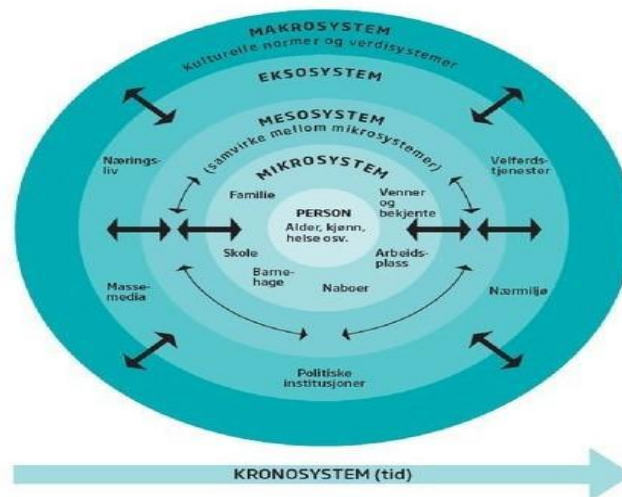 MAKROSYSTEM
Kulturelle normer og verdisystemer
EKSOSYSTEM
MESOSYSTEM
(samvirke mellom mikrosystemer)
MIKROSYSTEM
Nærings-
liv
Velferds-
tjenester
Familie
Venner
og
bekjente
PERSON
Alder, kjønn,
helse osv.
Skole
Arbeids-
plass
Barne-
hage
Naboer
Masse-
media
Nærmiljø
Politiske
institusjoner
KRONOSYSTEM (tid)